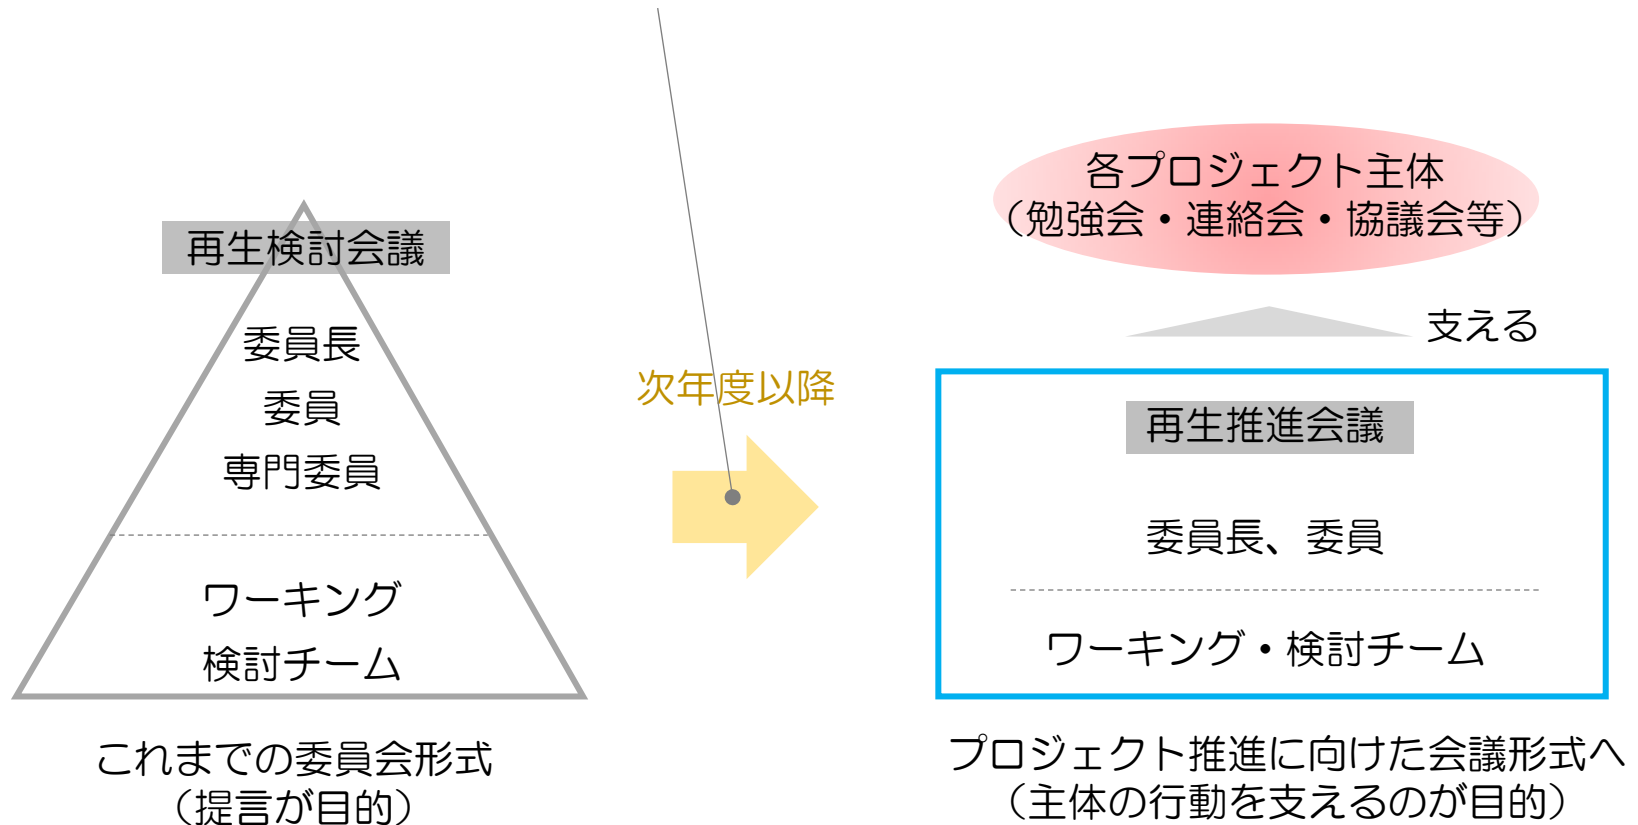 再生検討会議
委員長
委員
専門委員
ワーキング
検討チーム
これまでの委員会形式
（提言が目的）
次年度以降
各プロジェクト主体
（勉強会・連絡会・協議会等）
支える
再生推進会議
委員長、委員
ワーキング・検討チーム
プロジェクト推進に向けた会議形式へ
（主体の行動を支えるのが目的）